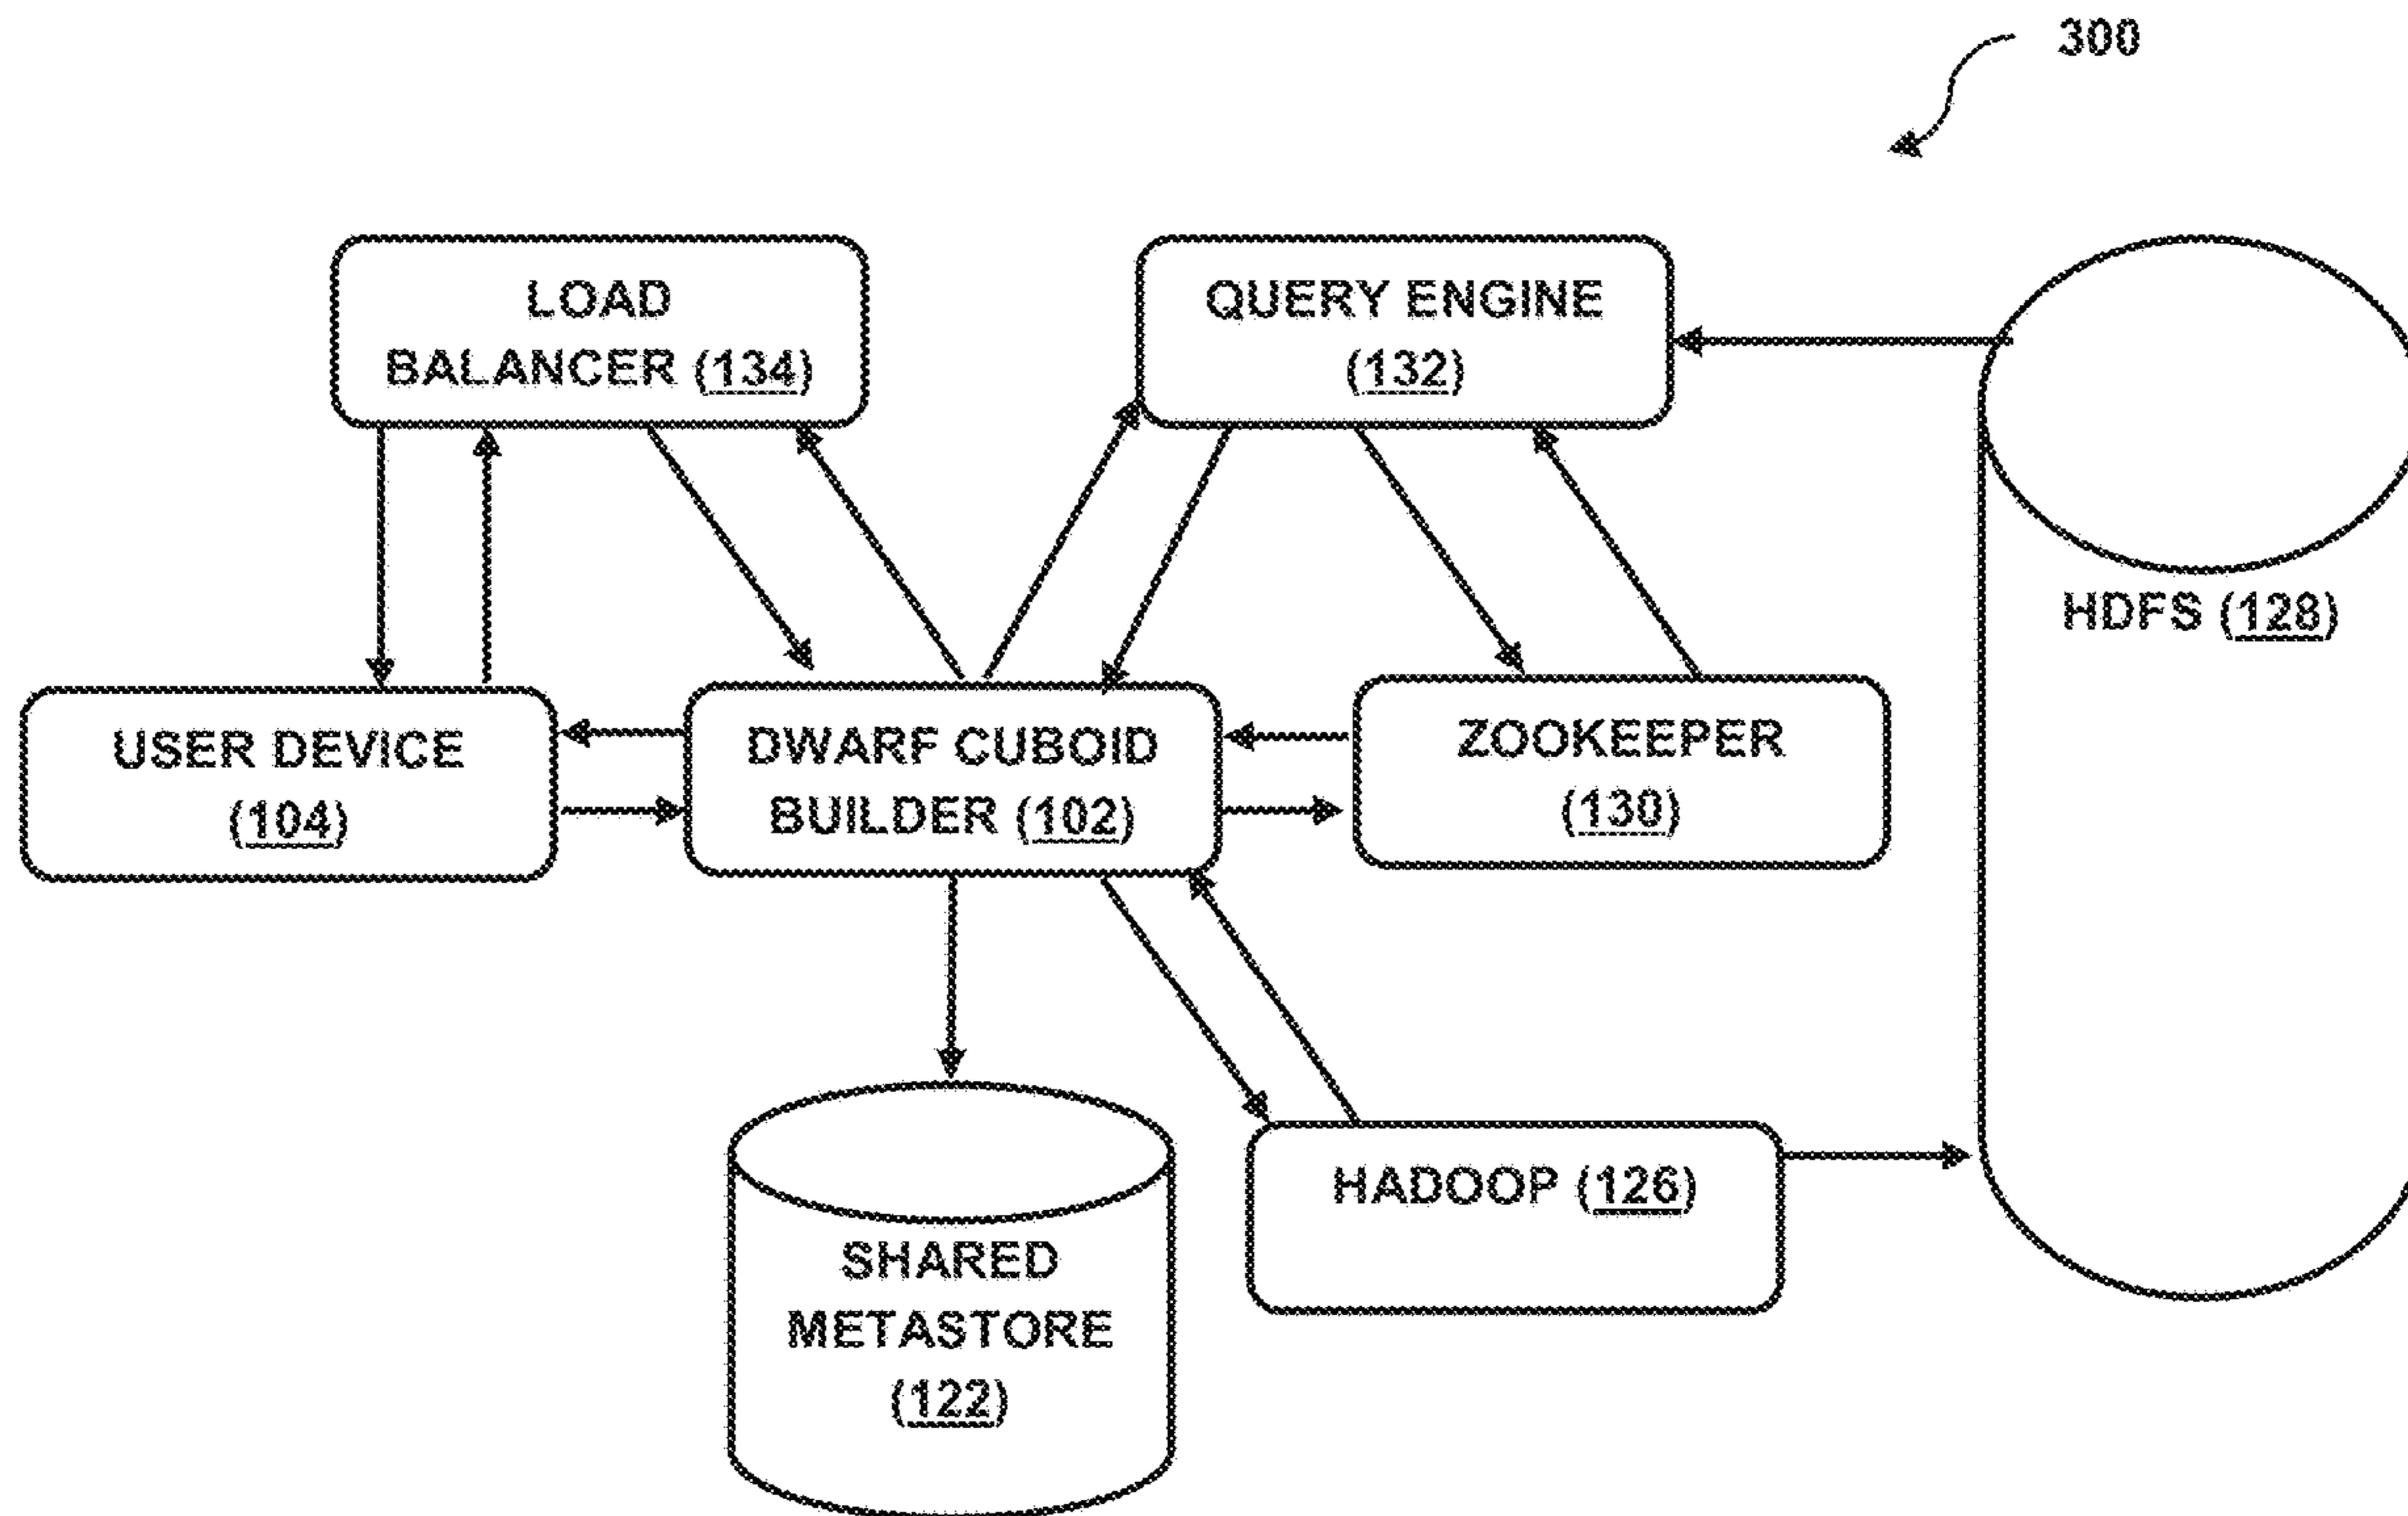 300
LOAD
BALANCER (134)
QUERY ENGINE
(132)
HDFS (128)
USER DEVICE
(104)
DWARF CUBOID
BUILDER (102)
ZOOKEEPER
(130)
SHARED
METASTORE
(122)
HADOOP (126)